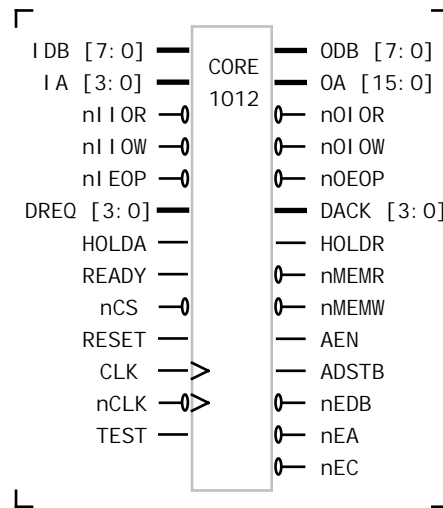 IDB [7:0]
IA [3:0]
nIIOR
nIIOW
nIEOP
DREQ [3:0]
HOLDA
READY
nCS
RESET
CLK
nCLK
TEST
CORE
1012
ODB [7:0]
OA [15:0]
nOIOR
nOIOW
nOEOP
DACK [3:0]
HOLDR
nMEMR
nMEMW
AEN
ADSTB
nEDB
nEA
nEC